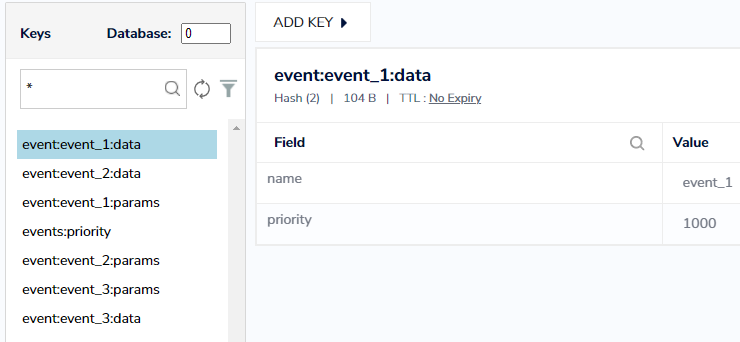 Keys Database: 0
*
event:event_1:data
event:event_2:data
event:event_1:params
events:priority
event:event_2:params
event:event_3:params
event:event_3:data
ADD KEY
event:event_1:data
Hash (2) | 104 B | TTL : No Expiry
Field Value
name event_1
priority 1000